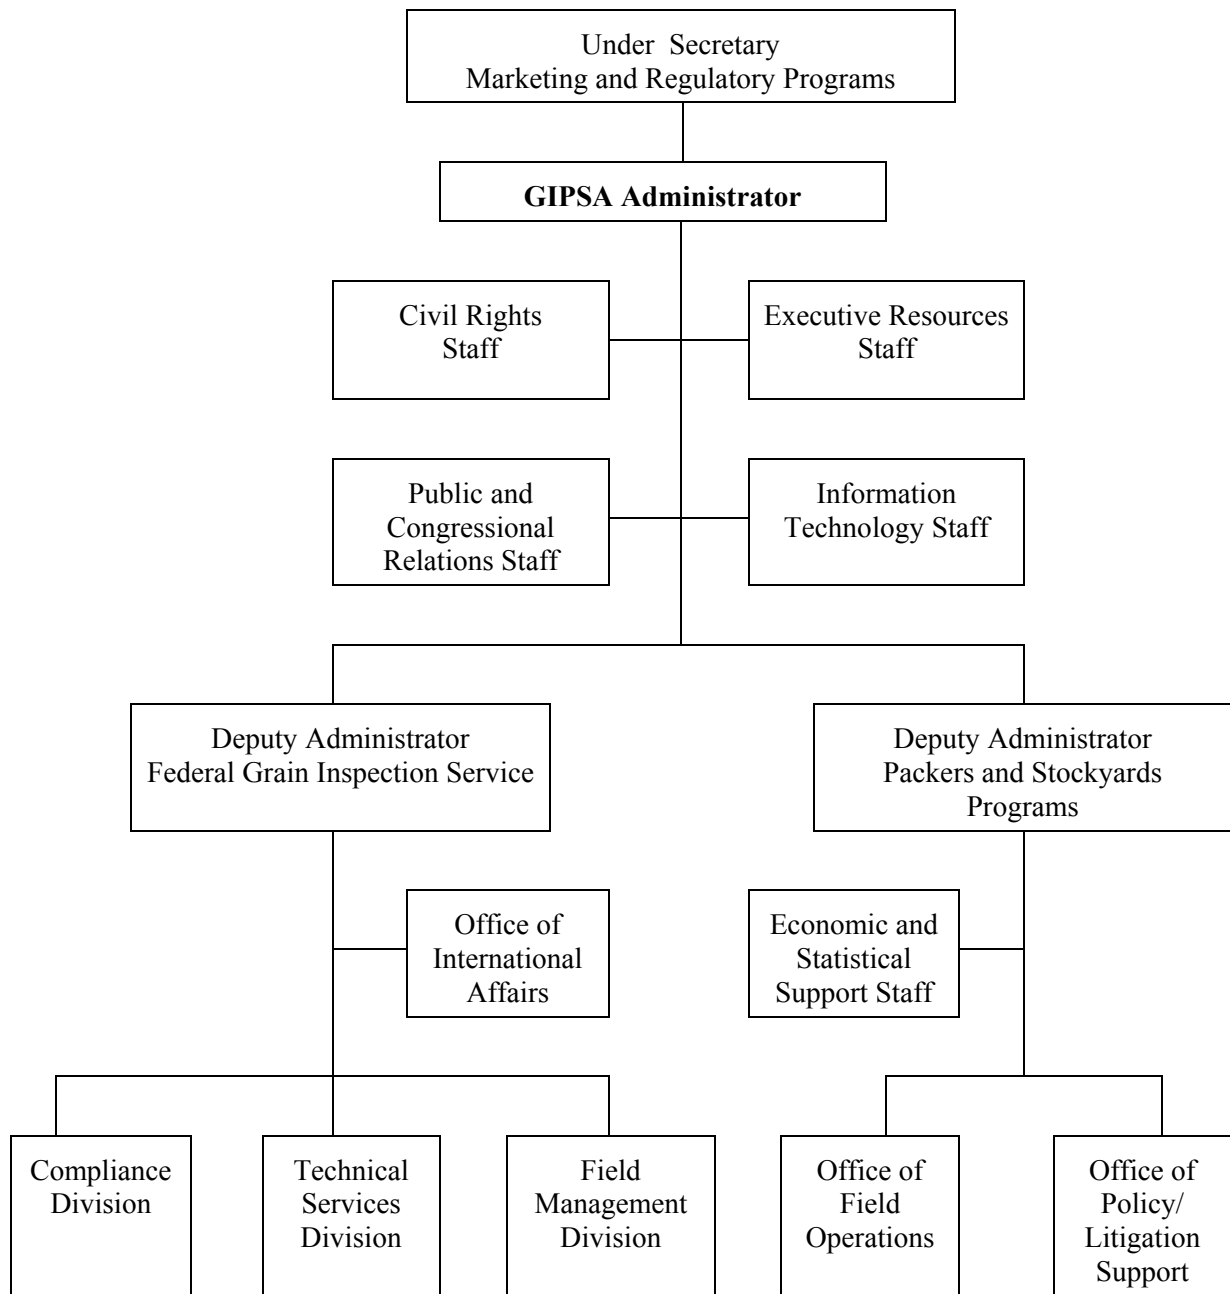 Under Secretary
Marketing and Regulatory Programs
GIPSA Administrator
Civil Rights
Staff
Executive Resources
Staff
Public and
Congressional
Relations Staff
Information
Technology Staff
Deputy Administrator
Federal Grain Inspection Service
Deputy Administrator
Packers and Stockyards
Programs
Office of
International
Affairs
Economic and
Statistical
Support Staff
Compliance
Division
Technical
Services
Division
Field
Management
Division
Office of
Field
Operations
Office of
Policy/
Litigation
Support